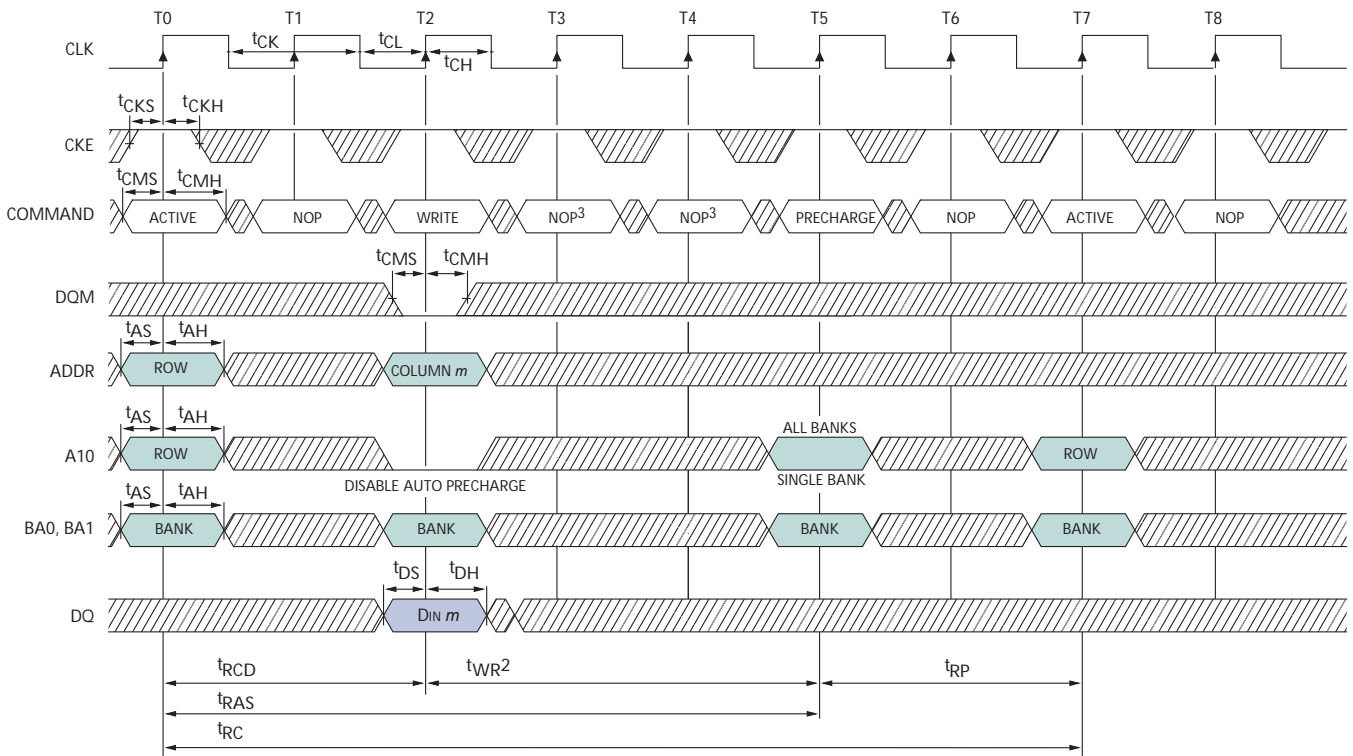 T0 T1 T2 T3 T4 T5 T6 T7 T8
CLK
tCK tCL
tCH
tCKS tCKH
CKE
tCMS tCMH
COMMAND ACTIVE NOP WRITE NOP3 NOP3 PRECHARGE NOP ACTIVE NOP
tCMS tCMH
DQM
tAS tAH
ADDR ROW COLUMN m
tAS tAH
ALL BANKS
A10 ROW ROW
DISABLE AUTO PRECHARGE SINGLE BANK
tAS tAH
BA0, BA1 BANK BANK BANK BANK
tDS tDH
DQ DIN m
tRCD tWR2 tRP
tRAS
tRC